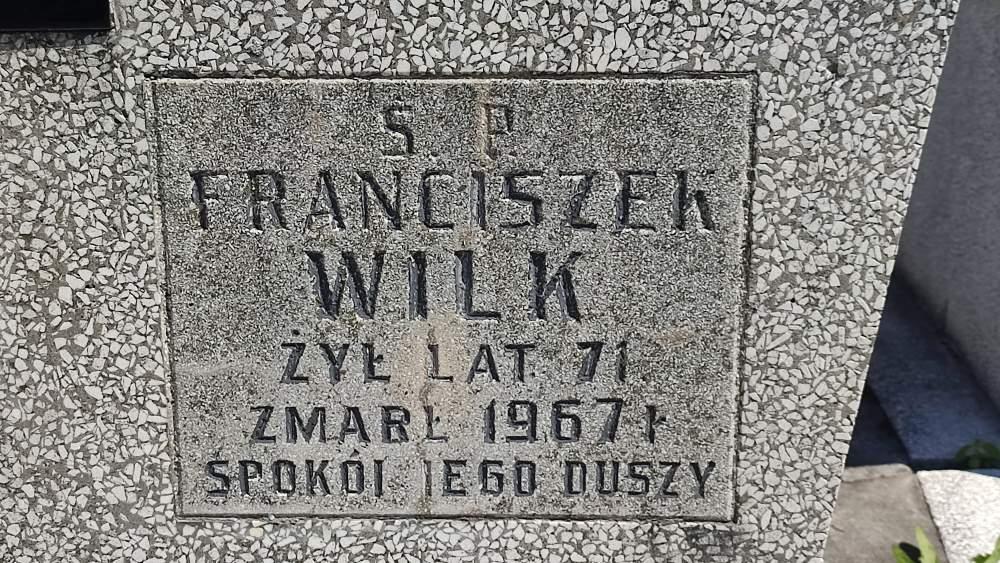 Ś. P.
FRANCISZEK
WILK
ŻYŁ LAT. 71
ZMARŁ 1967 r
SPOKÓJ JEGO DUSZY